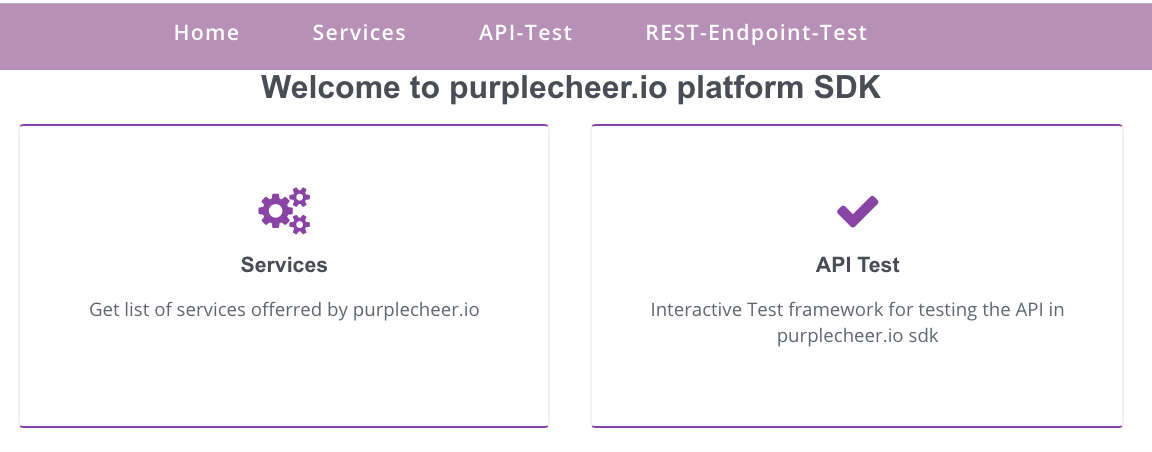 Home Services API-Test REST-Endpoint-Test
Welcome to purplecheer.io platform SDK
Services
Get list of services offerred by purplecheer.io
API Test
Interactive Test framework for testing the API in
purplecheer.io sdk